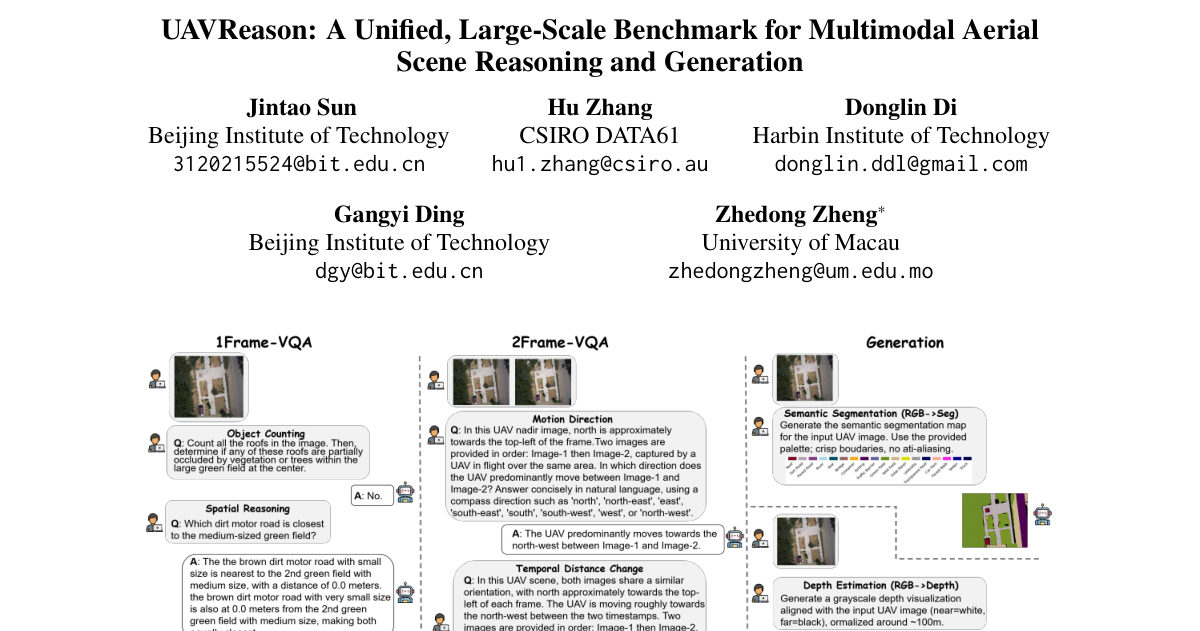 UAVReason: A Unified, Large-Scale Benchmark for Multimodal Aerial
Scene Reasoning and Generation
Jintao Sun
Beijing Institute of Technology
3120215524@bit.edu.cn
Hu Zhang
CSIRO DATA61
hu1.zhang@csiro.au
Donglin Di
Harbin Institute of Technology
donglin.ddl@gmail.com
Gangyi Ding
Beijing Institute of Technology
dgy@bit.edu.cn
Zhedong Zheng*
University of Macau
zhedongzheng@um.edu.mo
1Frame-VQA
Object Counting
Q: Count all the roofs in the image. Then,
determine if any of these roofs are partially
occluded by vegetation or trees within the
large green field at the center.
A: No.
Spatial Reasoning
Q: Which dirt motor road is closest
to the medium-sized green field?
A: The the brown dirt motor road with small
size is nearest to the 2nd green field with
medium size, with a distance of 0.0 meters.
the brown dirt motor road with very small size
is also at 0.0 meters from the 2nd green
green field with medium size, making both
2Frame-VQA
Motion Direction
Q: In this UAV nadir image, north is approximately
towards the top-left of the frame.Two images are
provided in order: Image-1 then Image-2, captured by a
UAV in flight over the same area. In which direction does
the UAV predominantly move between Image-1 and
Image-2? Answer concisely in natural language, using a
compass direction such as 'north', 'north-east', 'east',
'south-east', 'south', 'south-west', 'west', or 'north-west'.
A: The UAV predominantly moves towards the
north-west between Image-1 and Image-2.
Temporal Distance Change
Q: In this UAV scene, both images share a similar
orientation, with north approximately towards the top-
left of each frame. The UAV is moving roughly towards
the north-west between the two timestamps. Two
images are provided in order: Image-1 then Image-2.
Generation
Semantic Segmentation (RGB->Seg)
Generate the semantic segmentation map
for the input UAV image. Use the provided
palette; crisp boudaries, no ati-aliasing.
Depth Estimation (RGB->Depth)
Generate a grayscale depth visualization
aligned with the input UAV image (near=white,
far=black), ormalized around ~100m.